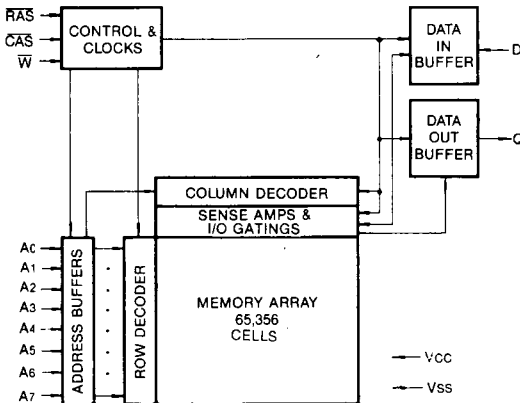 RAS
CAS
W
CONTROL &
CLOCKS
DATA
IN
BUFFER
D
DATA
OUT
BUFFER
Q
COLUMN DECODER
SENSE AMPS &
I/O GATINGS
A0
A1
A2
A3
A4
A5
A6
A7
ADDRESS BUFFERS
ROW DECODER
MEMORY ARRAY
65,356
CELLS
VCC
VSS